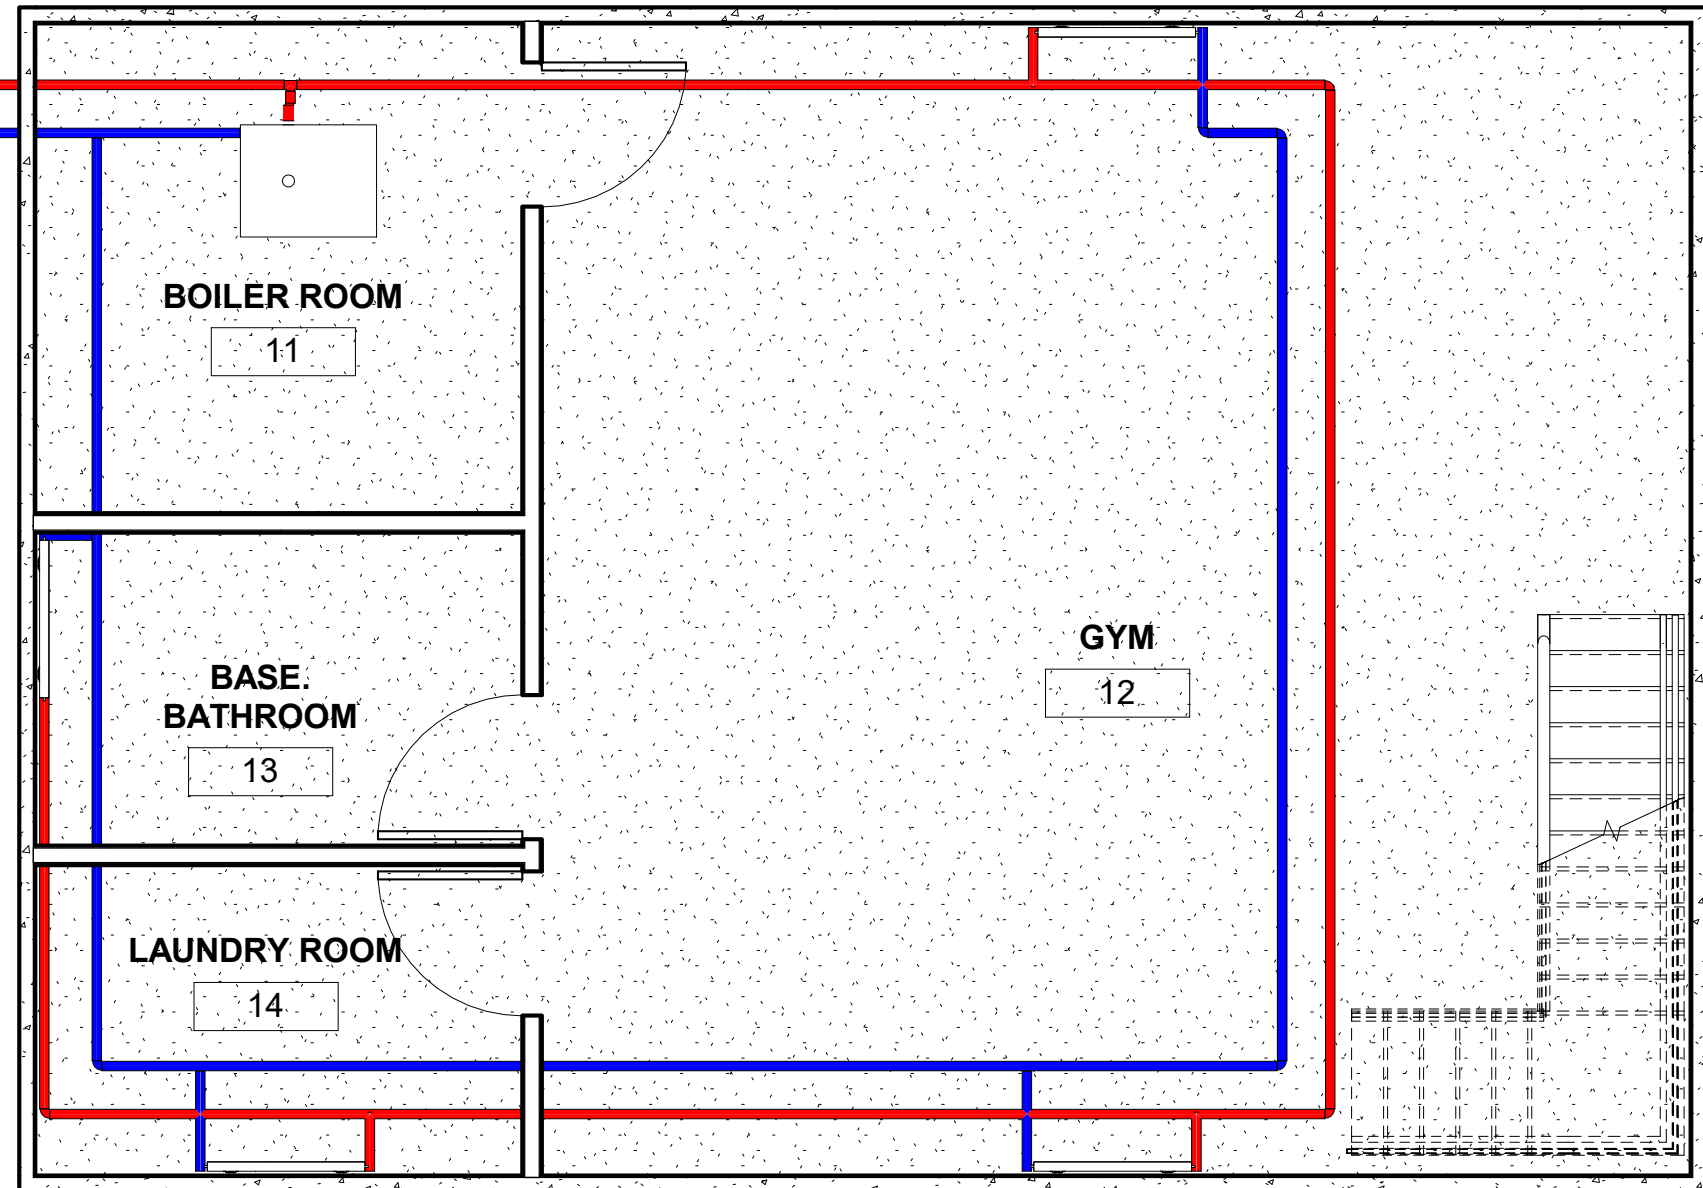 BOILER ROOM
11
GYM
12
BASE.
BATHROOM
13
LAUNDRY ROOM
14